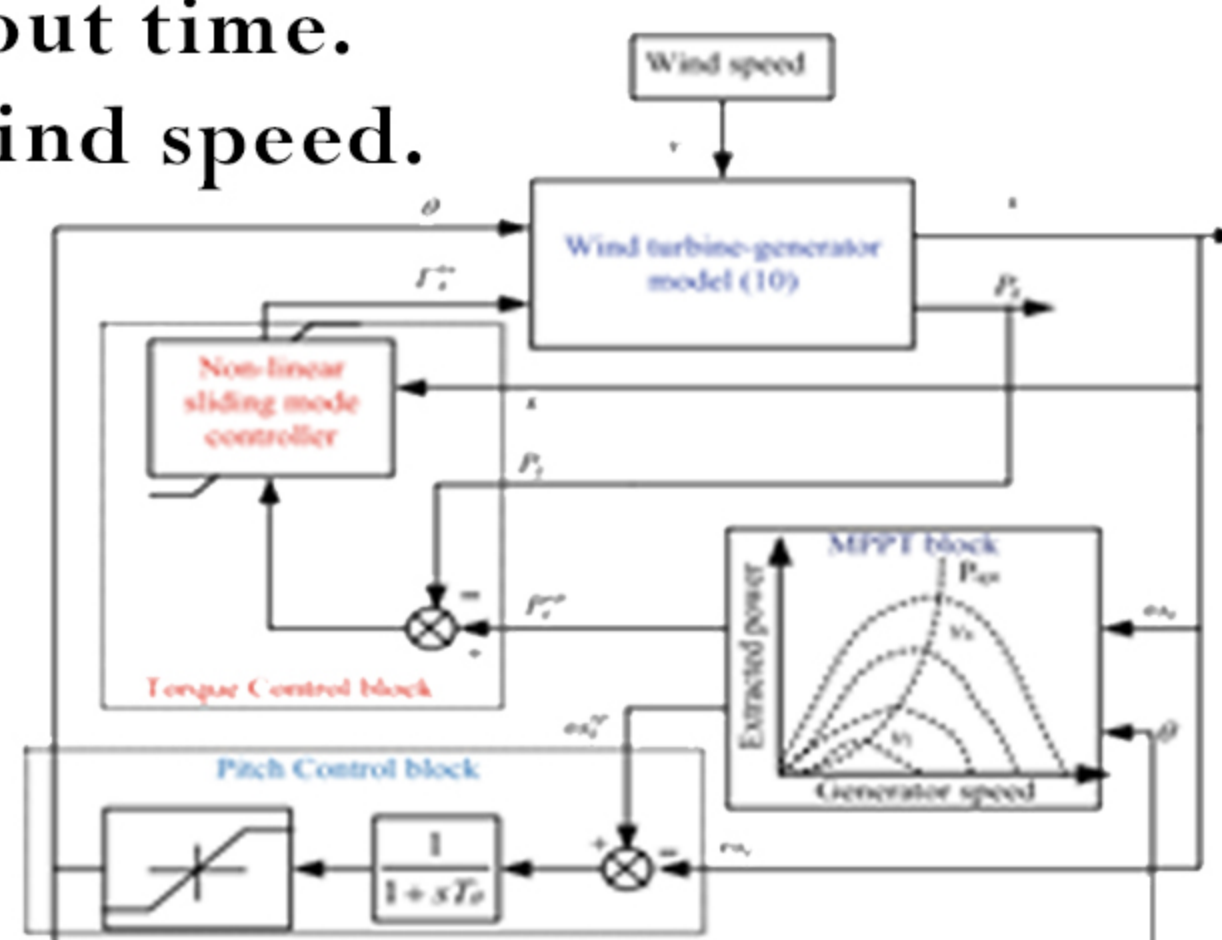 out time.
ind speed.
Wind speed
v
θ
Wind turbine-generator
model (10)
Non-linear
sliding mode
controller
MPPT block
Extracted power
Generator speed
Torque Control block
Pitch Control block
+
−
1
1 + sTθ